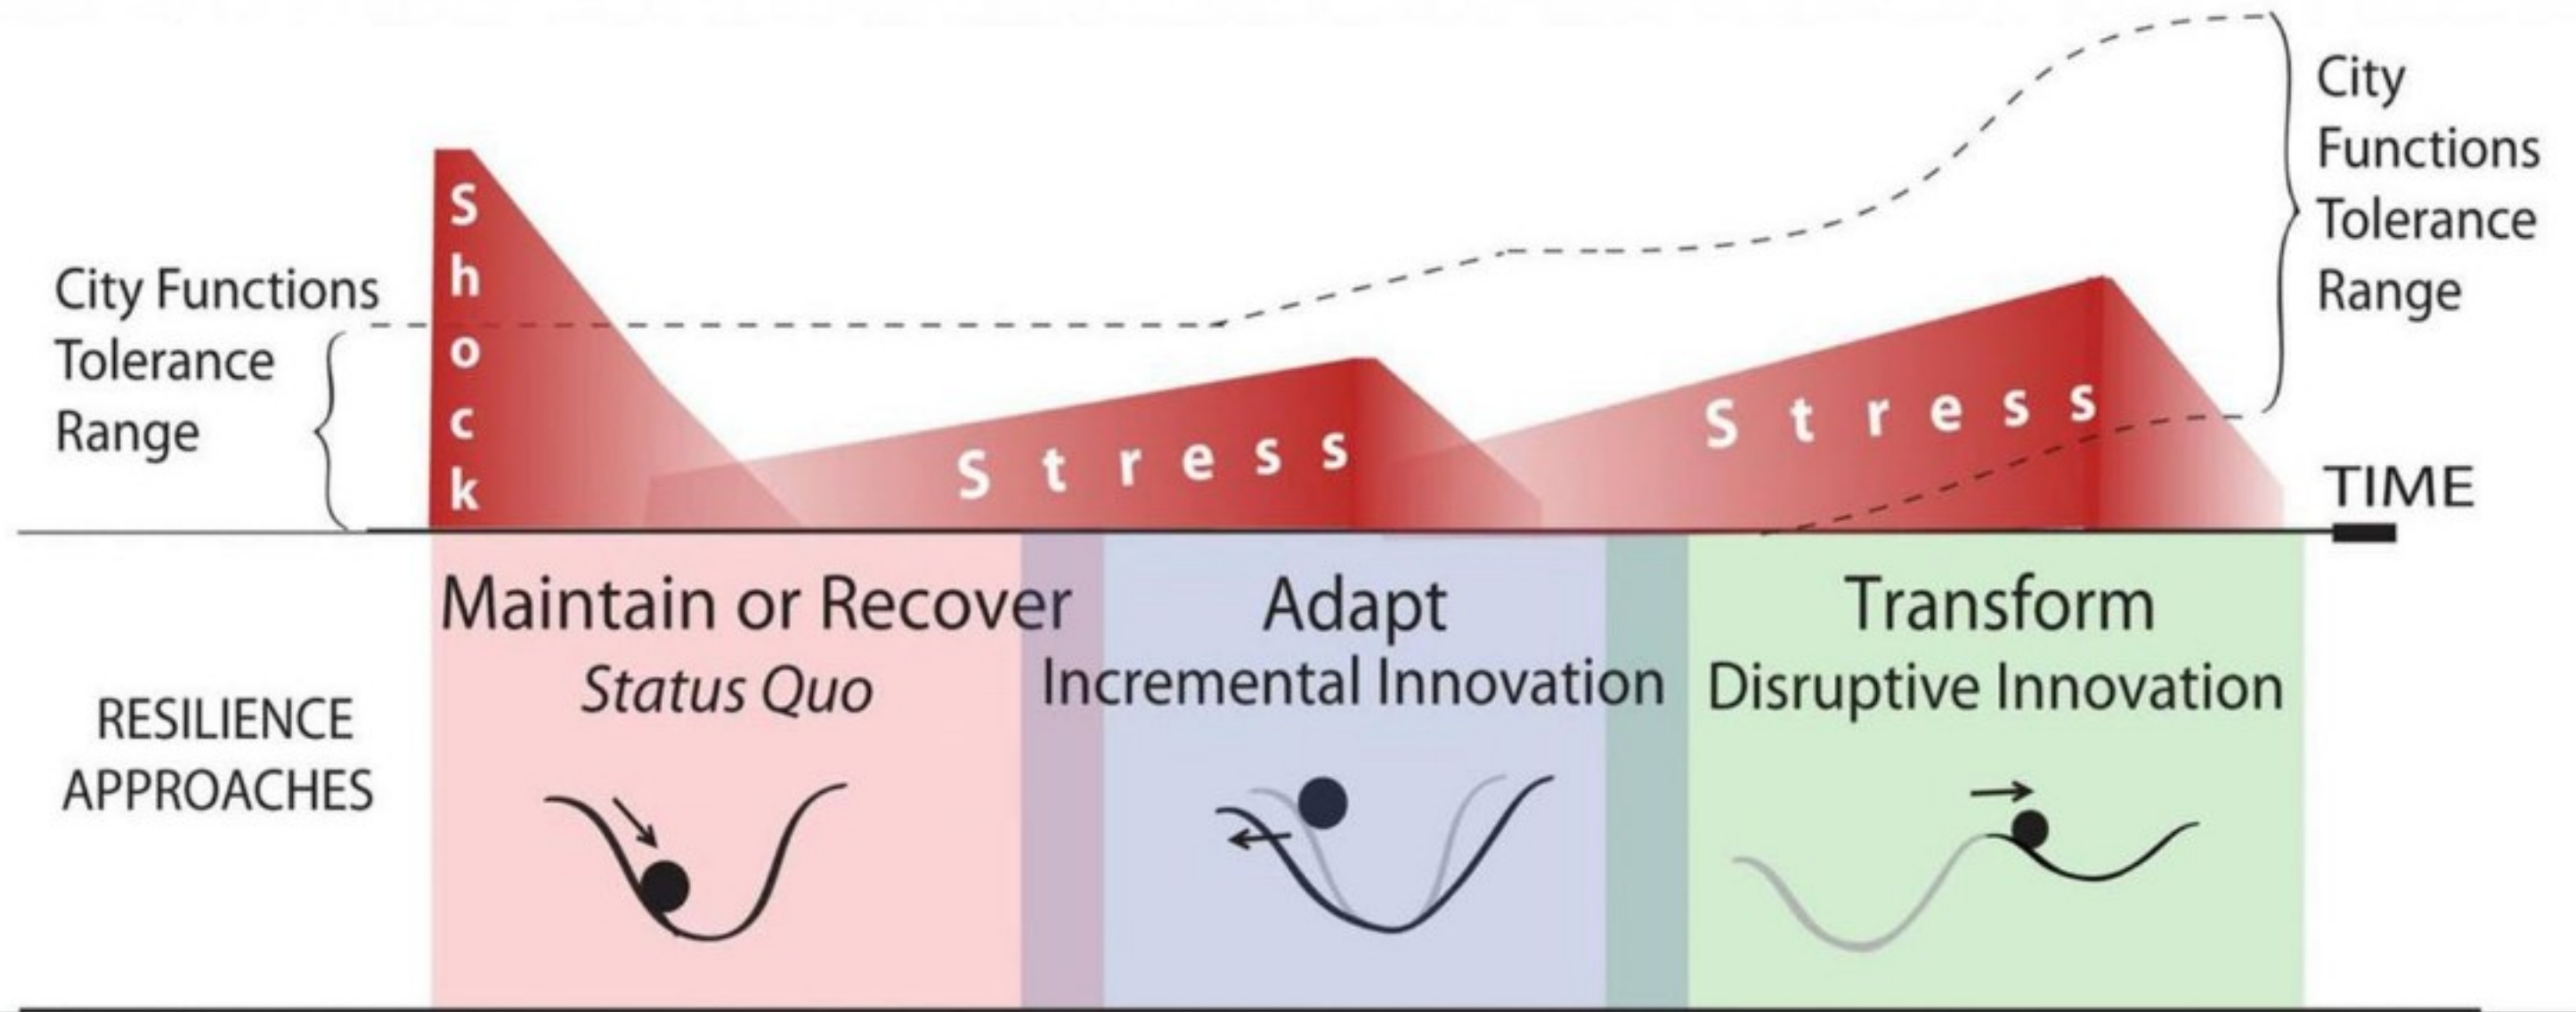 City Functions
Tolerance
Range
Shock
Stress
Stress
City
Functions
Tolerance
Range
TIME
RESILIENCE
APPROACHES
Maintain or Recover
Status Quo
Adapt
Incremental Innovation
Transform
Disruptive Innovation